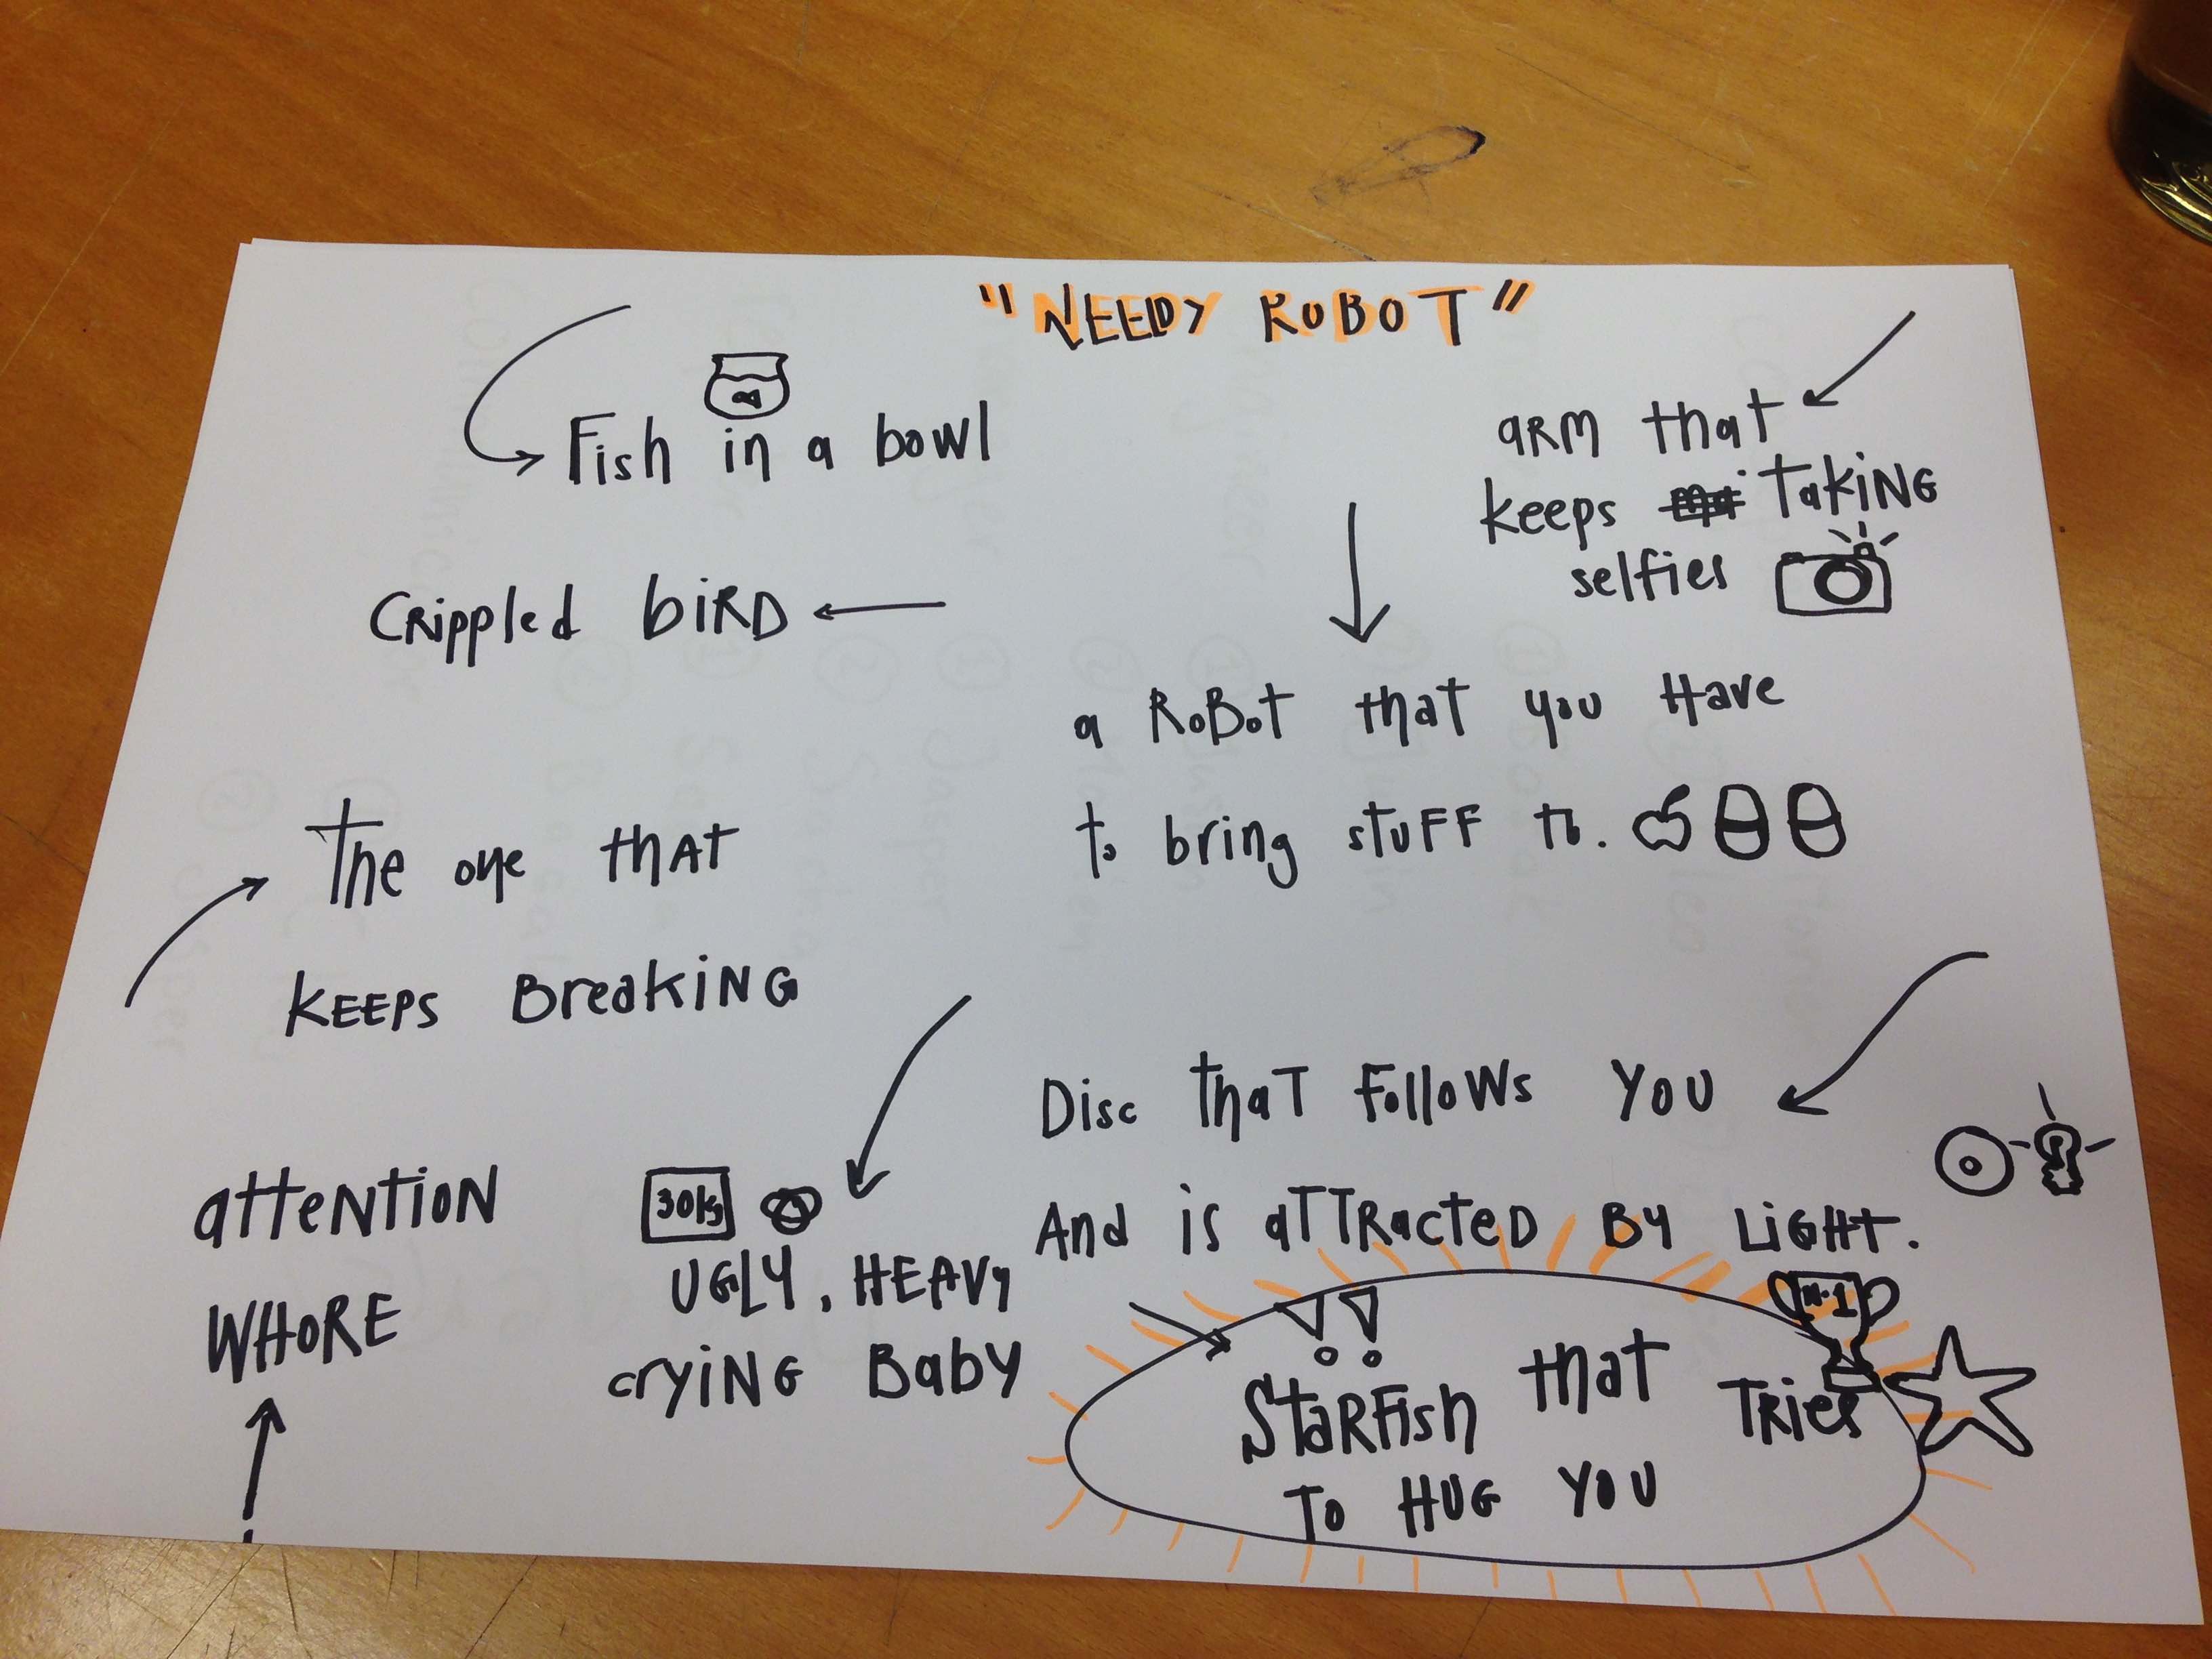 "NEEDY ROBOT"
Fish in a bowl
arm that
keeps taking
selfies
Crippled bird
a Robot that you Have
to bring stuff to.
The one that
keeps Breaking
Disc that follows you
And is attracted by Light.
attention
WHORE
30kg
UGLY, HEAVY
crying Baby
N.1
!!
Starfish that Tries
To HUG YOU